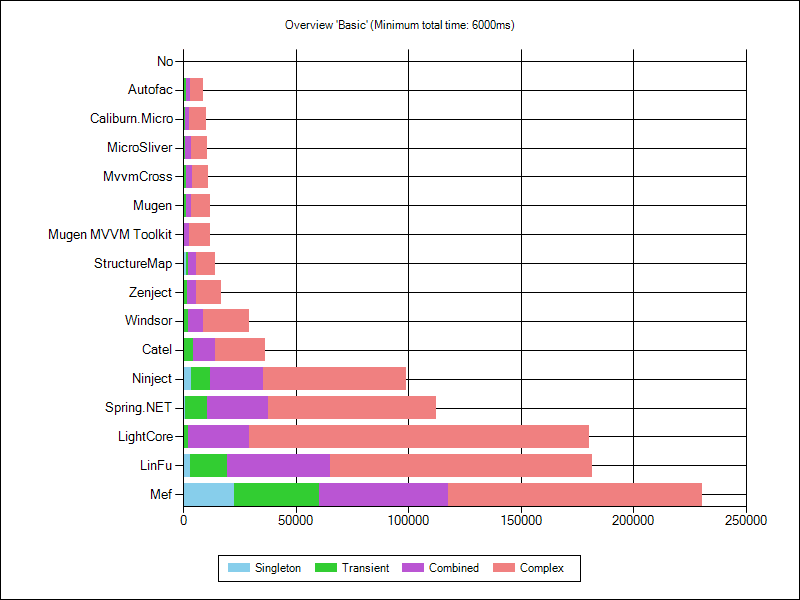 Overview 'Basic' (Minimum total time: 6000ms)
No
Autofac
Caliburn.Micro
MicroSliver
MvvmCross
Mugen
Mugen MVVM Toolkit
StructureMap
Zenject
Windsor
Catel
Ninject
Spring.NET
LightCore
LinFu
Mef
0 50000 100000 150000 200000 250000
Singleton Transient Combined Complex